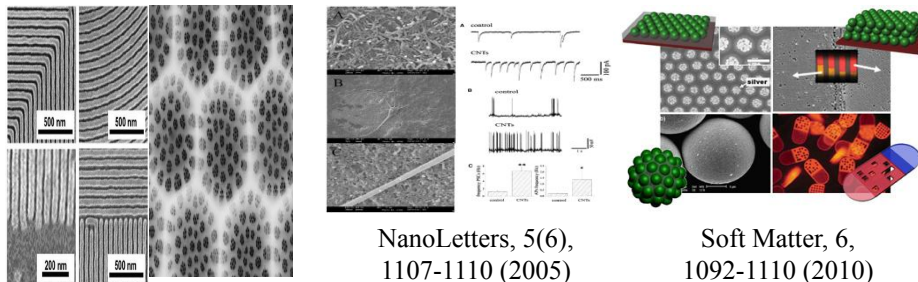 500 nm
500 nm
200 nm
500 nm
A
B
A
control
CNTs
500 ms
100 pA
B
control
CNTs
C
**
*
control
CNTs
control
CNTs
silver
NanoLetters, 5(6),
1107-1110 (2005)
Soft Matter, 6,
1092-1110 (2010)